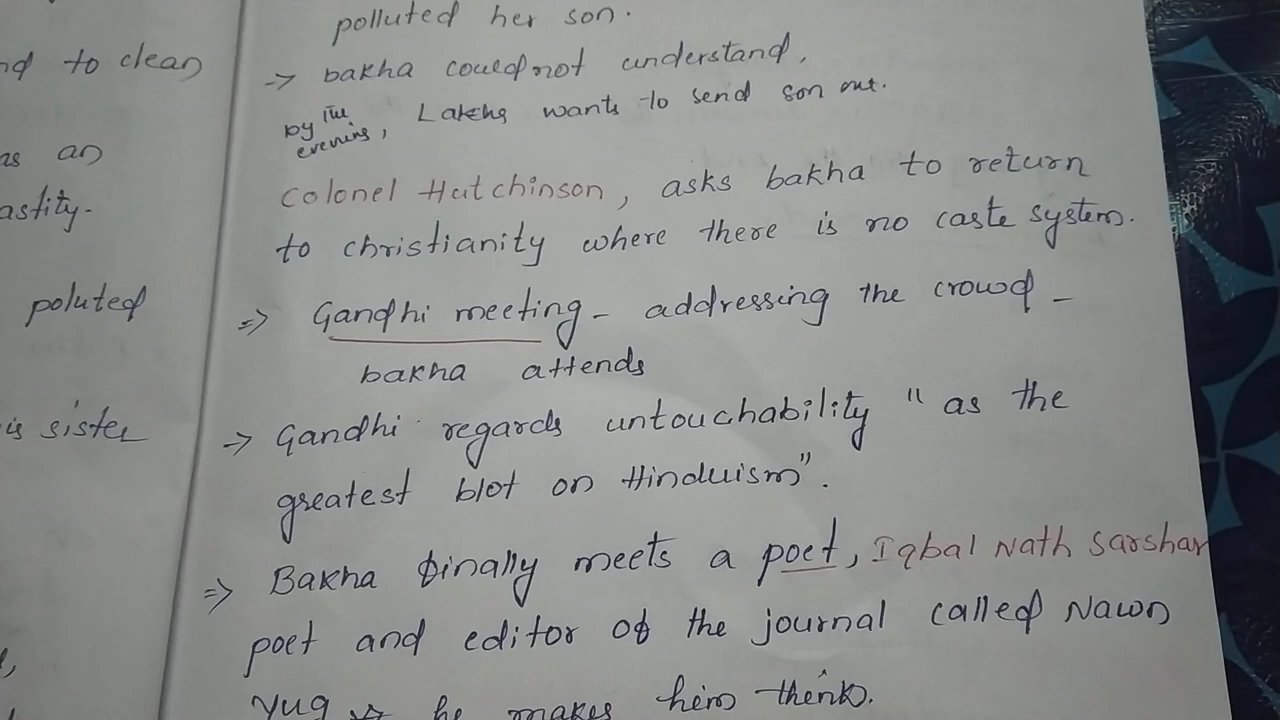 nd to clean
as an
astity.
poluted
is sister
polluted her son.
-> bakha could not understand,
by the evening, Lakha wants to send son out.
Colonel Hutchinson, asks bakha to return
to christianity where there is no caste system.
=> Gandhi meeting - addressing the crowd -
bakha attends
-> Gandhi regards untouchability " as the
greatest blot on Hinduism".
=> Bakha finally meets a poet, Iqbal Nath Sarshar
poet and editor of the journal called Nawn
Yug -> he makes him think.